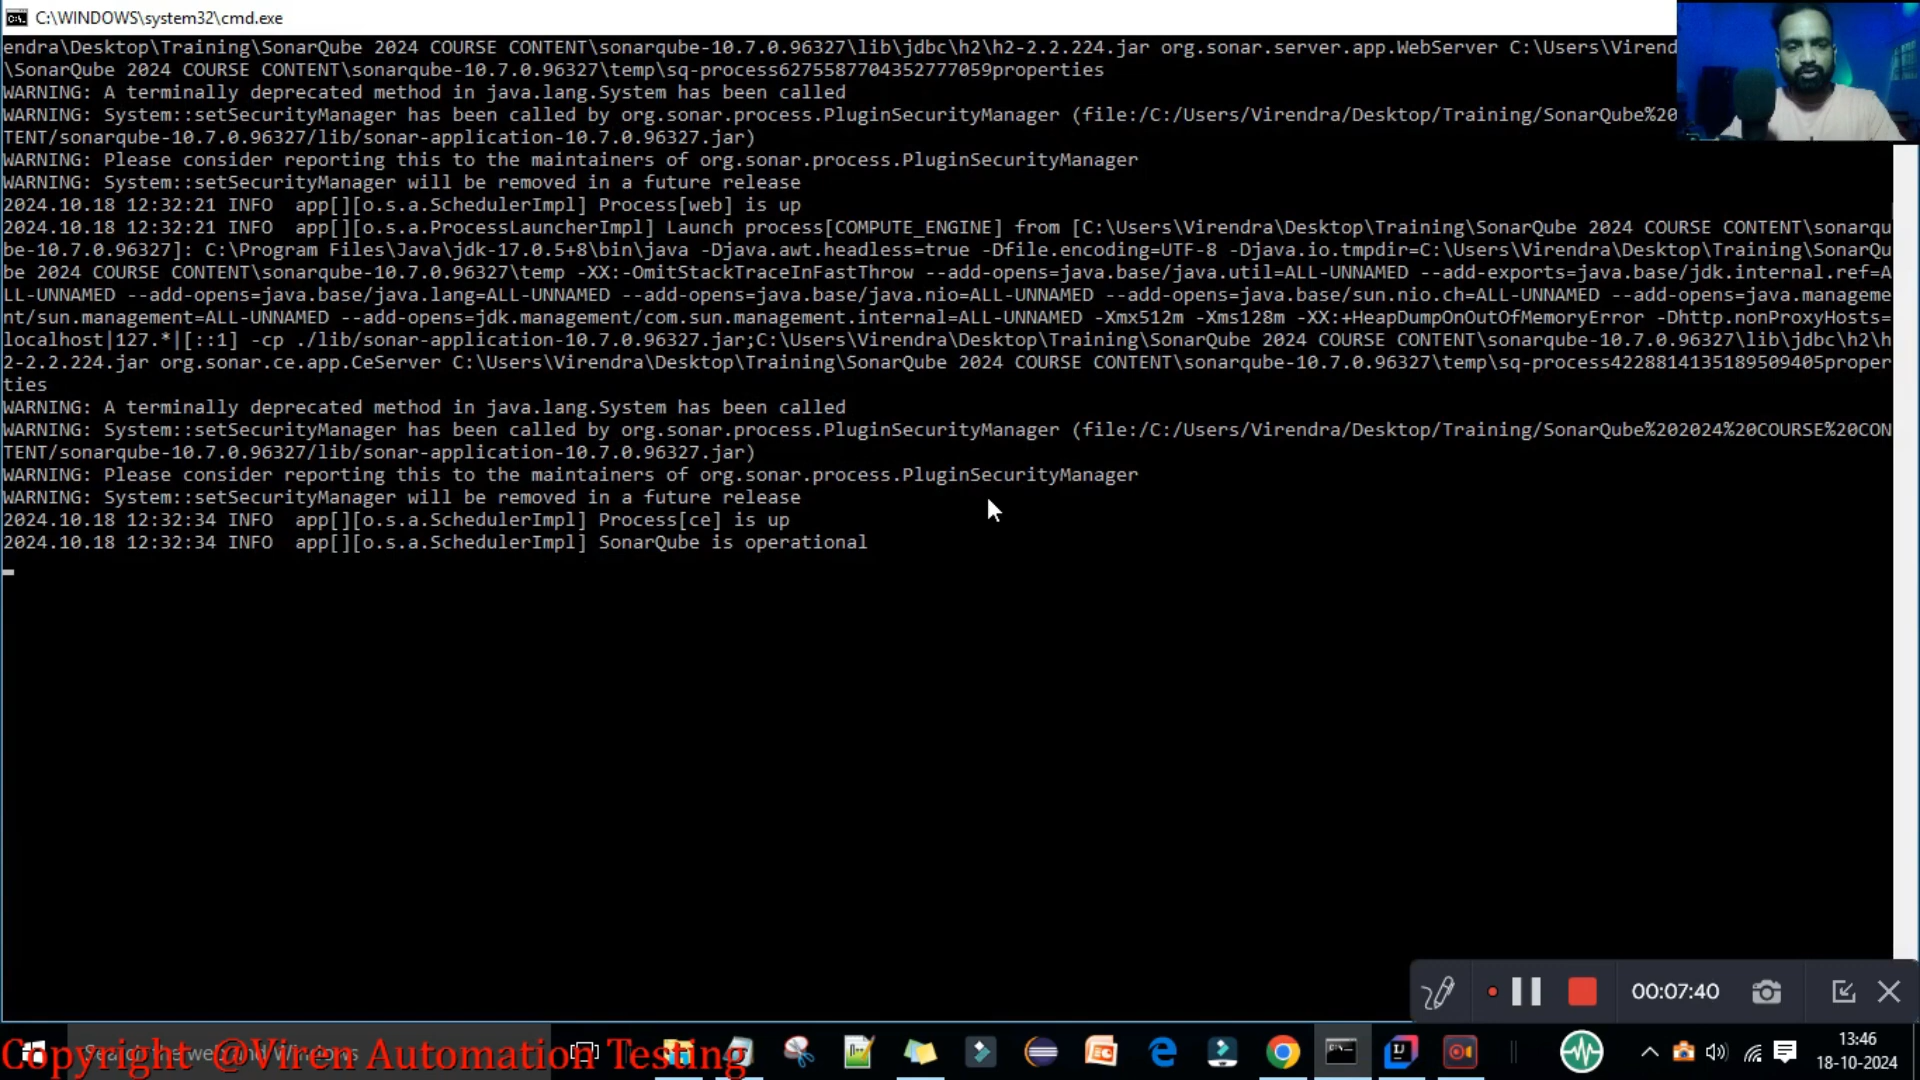 C:\WINDOWS\system32\cmd.exe
endra\Desktop\Training\SonarQube 2024 COURSE CONTENT\sonarqube-10.7.0.96327\lib\jdbc\h2\h2-2.2.224.jar org.sonar.server.app.WebServer C:\Users\Virend
\SonarQube 2024 COURSE CONTENT\sonarqube-10.7.0.96327\temp\sq-process6275587704352777059properties
WARNING: A terminally deprecated method in java.lang.System has been called
WARNING: System::setSecurityManager has been called by org.sonar.process.PluginSecurityManager (file:/C:/Users/Virendra/Desktop/Training/SonarQube%20
TENT/sonarqube-10.7.0.96327/lib/sonar-application-10.7.0.96327.jar)
WARNING: Please consider reporting this to the maintainers of org.sonar.process.PluginSecurityManager
WARNING: System::setSecurityManager will be removed in a future release
2024.10.18 12:32:21 INFO  app[][o.s.a.SchedulerImpl] Process[web] is up
2024.10.18 12:32:21 INFO  app[][o.s.a.ProcessLauncherImpl] Launch process[COMPUTE_ENGINE] from [C:\Users\Virendra\Desktop\Training\SonarQube 2024 COURSE CONTENT\sonarqu
be-10.7.0.96327]: C:\Program Files\Java\jdk-17.0.5+8\bin\java -Djava.awt.headless=true -Dfile.encoding=UTF-8 -Djava.io.tmpdir=C:\Users\Virendra\Desktop\Training\SonarQu
be 2024 COURSE CONTENT\sonarqube-10.7.0.96327\temp -XX:-OmitStackTraceInFastThrow --add-opens=java.base/java.util=ALL-UNNAMED --add-exports=java.base/jdk.internal.ref=A
LL-UNNAMED --add-opens=java.base/java.lang=ALL-UNNAMED --add-opens=java.base/java.nio=ALL-UNNAMED --add-opens=java.base/sun.nio.ch=ALL-UNNAMED --add-opens=java.manageme
nt/sun.management=ALL-UNNAMED --add-opens=jdk.management/com.sun.management.internal=ALL-UNNAMED -Xmx512m -Xms128m -XX:+HeapDumpOnOutOfMemoryError -Dhttp.nonProxyHosts=
localhost|127.*|[::1] -cp ./lib/sonar-application-10.7.0.96327.jar;C:\Users\Virendra\Desktop\Training\SonarQube 2024 COURSE CONTENT\sonarqube-10.7.0.96327\lib\jdbc\h2\h
2-2.2.224.jar org.sonar.ce.app.CeServer C:\Users\Virendra\Desktop\Training\SonarQube 2024 COURSE CONTENT\sonarqube-10.7.0.96327\temp\sq-process4228814135189509405proper
ties
WARNING: A terminally deprecated method in java.lang.System has been called
WARNING: System::setSecurityManager has been called by org.sonar.process.PluginSecurityManager (file:/C:/Users/Virendra/Desktop/Training/SonarQube%202024%20COURSE%20CON
TENT/sonarqube-10.7.0.96327/lib/sonar-application-10.7.0.96327.jar)
WARNING: Please consider reporting this to the maintainers of org.sonar.process.PluginSecurityManager
WARNING: System::setSecurityManager will be removed in a future release
2024.10.18 12:32:34 INFO  app[][o.s.a.SchedulerImpl] Process[ce] is up
2024.10.18 12:32:34 INFO  app[][o.s.a.SchedulerImpl] SonarQube is operational
00:07:40
Search the web and Windows
Copyright @Viren Automation Testing
13:46
18-10-2024